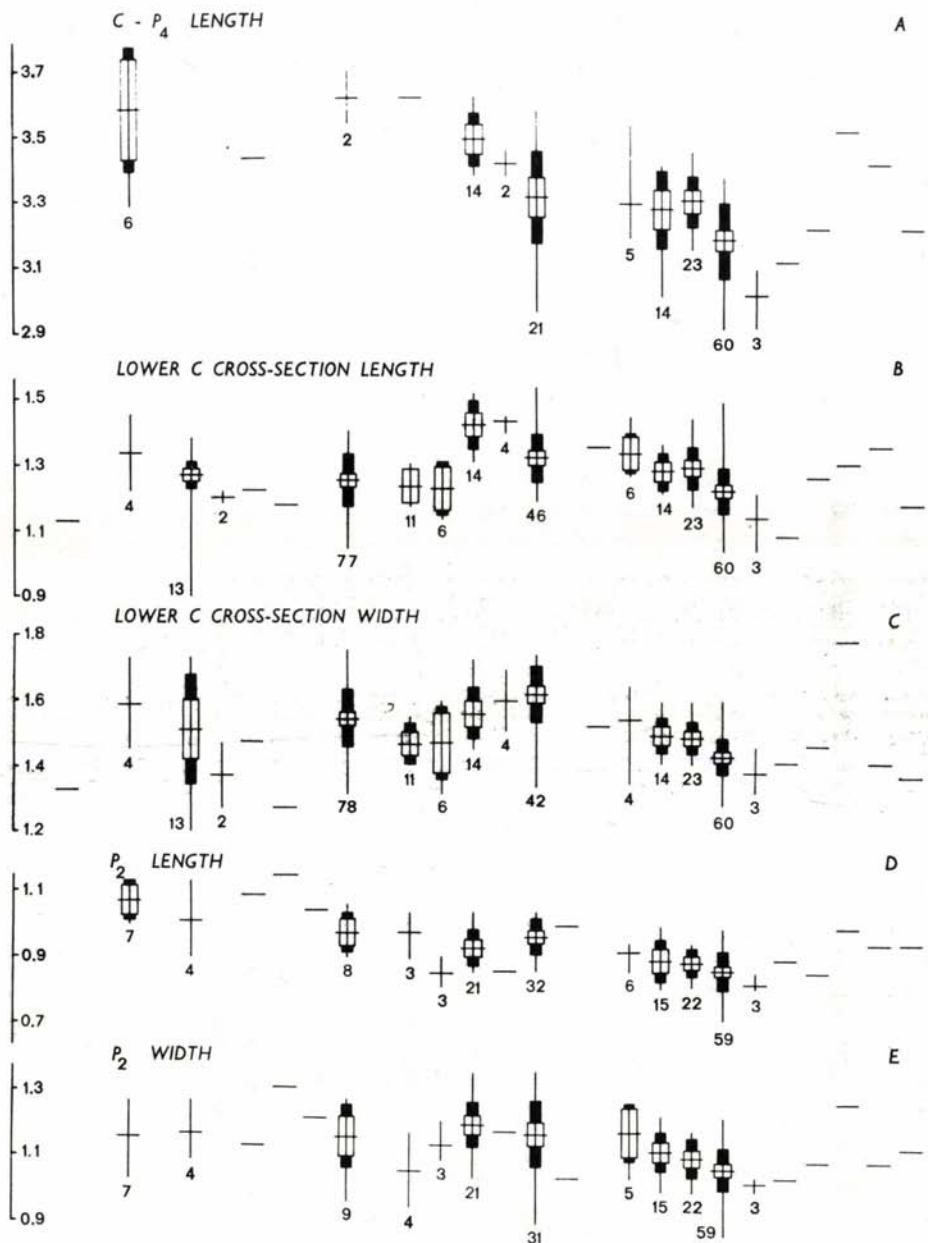 C - P4 LENGTH A
3.7
3.5
3.3
3.1
2.9
6 2 14 2 21 5 14 23 60 3
LOWER C CROSS-SECTION LENGTH B
1.5
1.3
1.1
0.9
4 13 2 77 11 6 14 4 46 6 14 23 60 3
LOWER C CROSS-SECTION WIDTH C
1.8
1.6
1.4
1.2
4 13 2 78 11 6 14 4 42 4 14 23 60 3
P2 LENGTH D
1.1
0.9
0.7
7 4 8 3 3 21 32 6 15 22 59 3
P2 WIDTH E
1.3
1.1
0.9
7 4 9 4 3 21 31 5 15 22 59 3